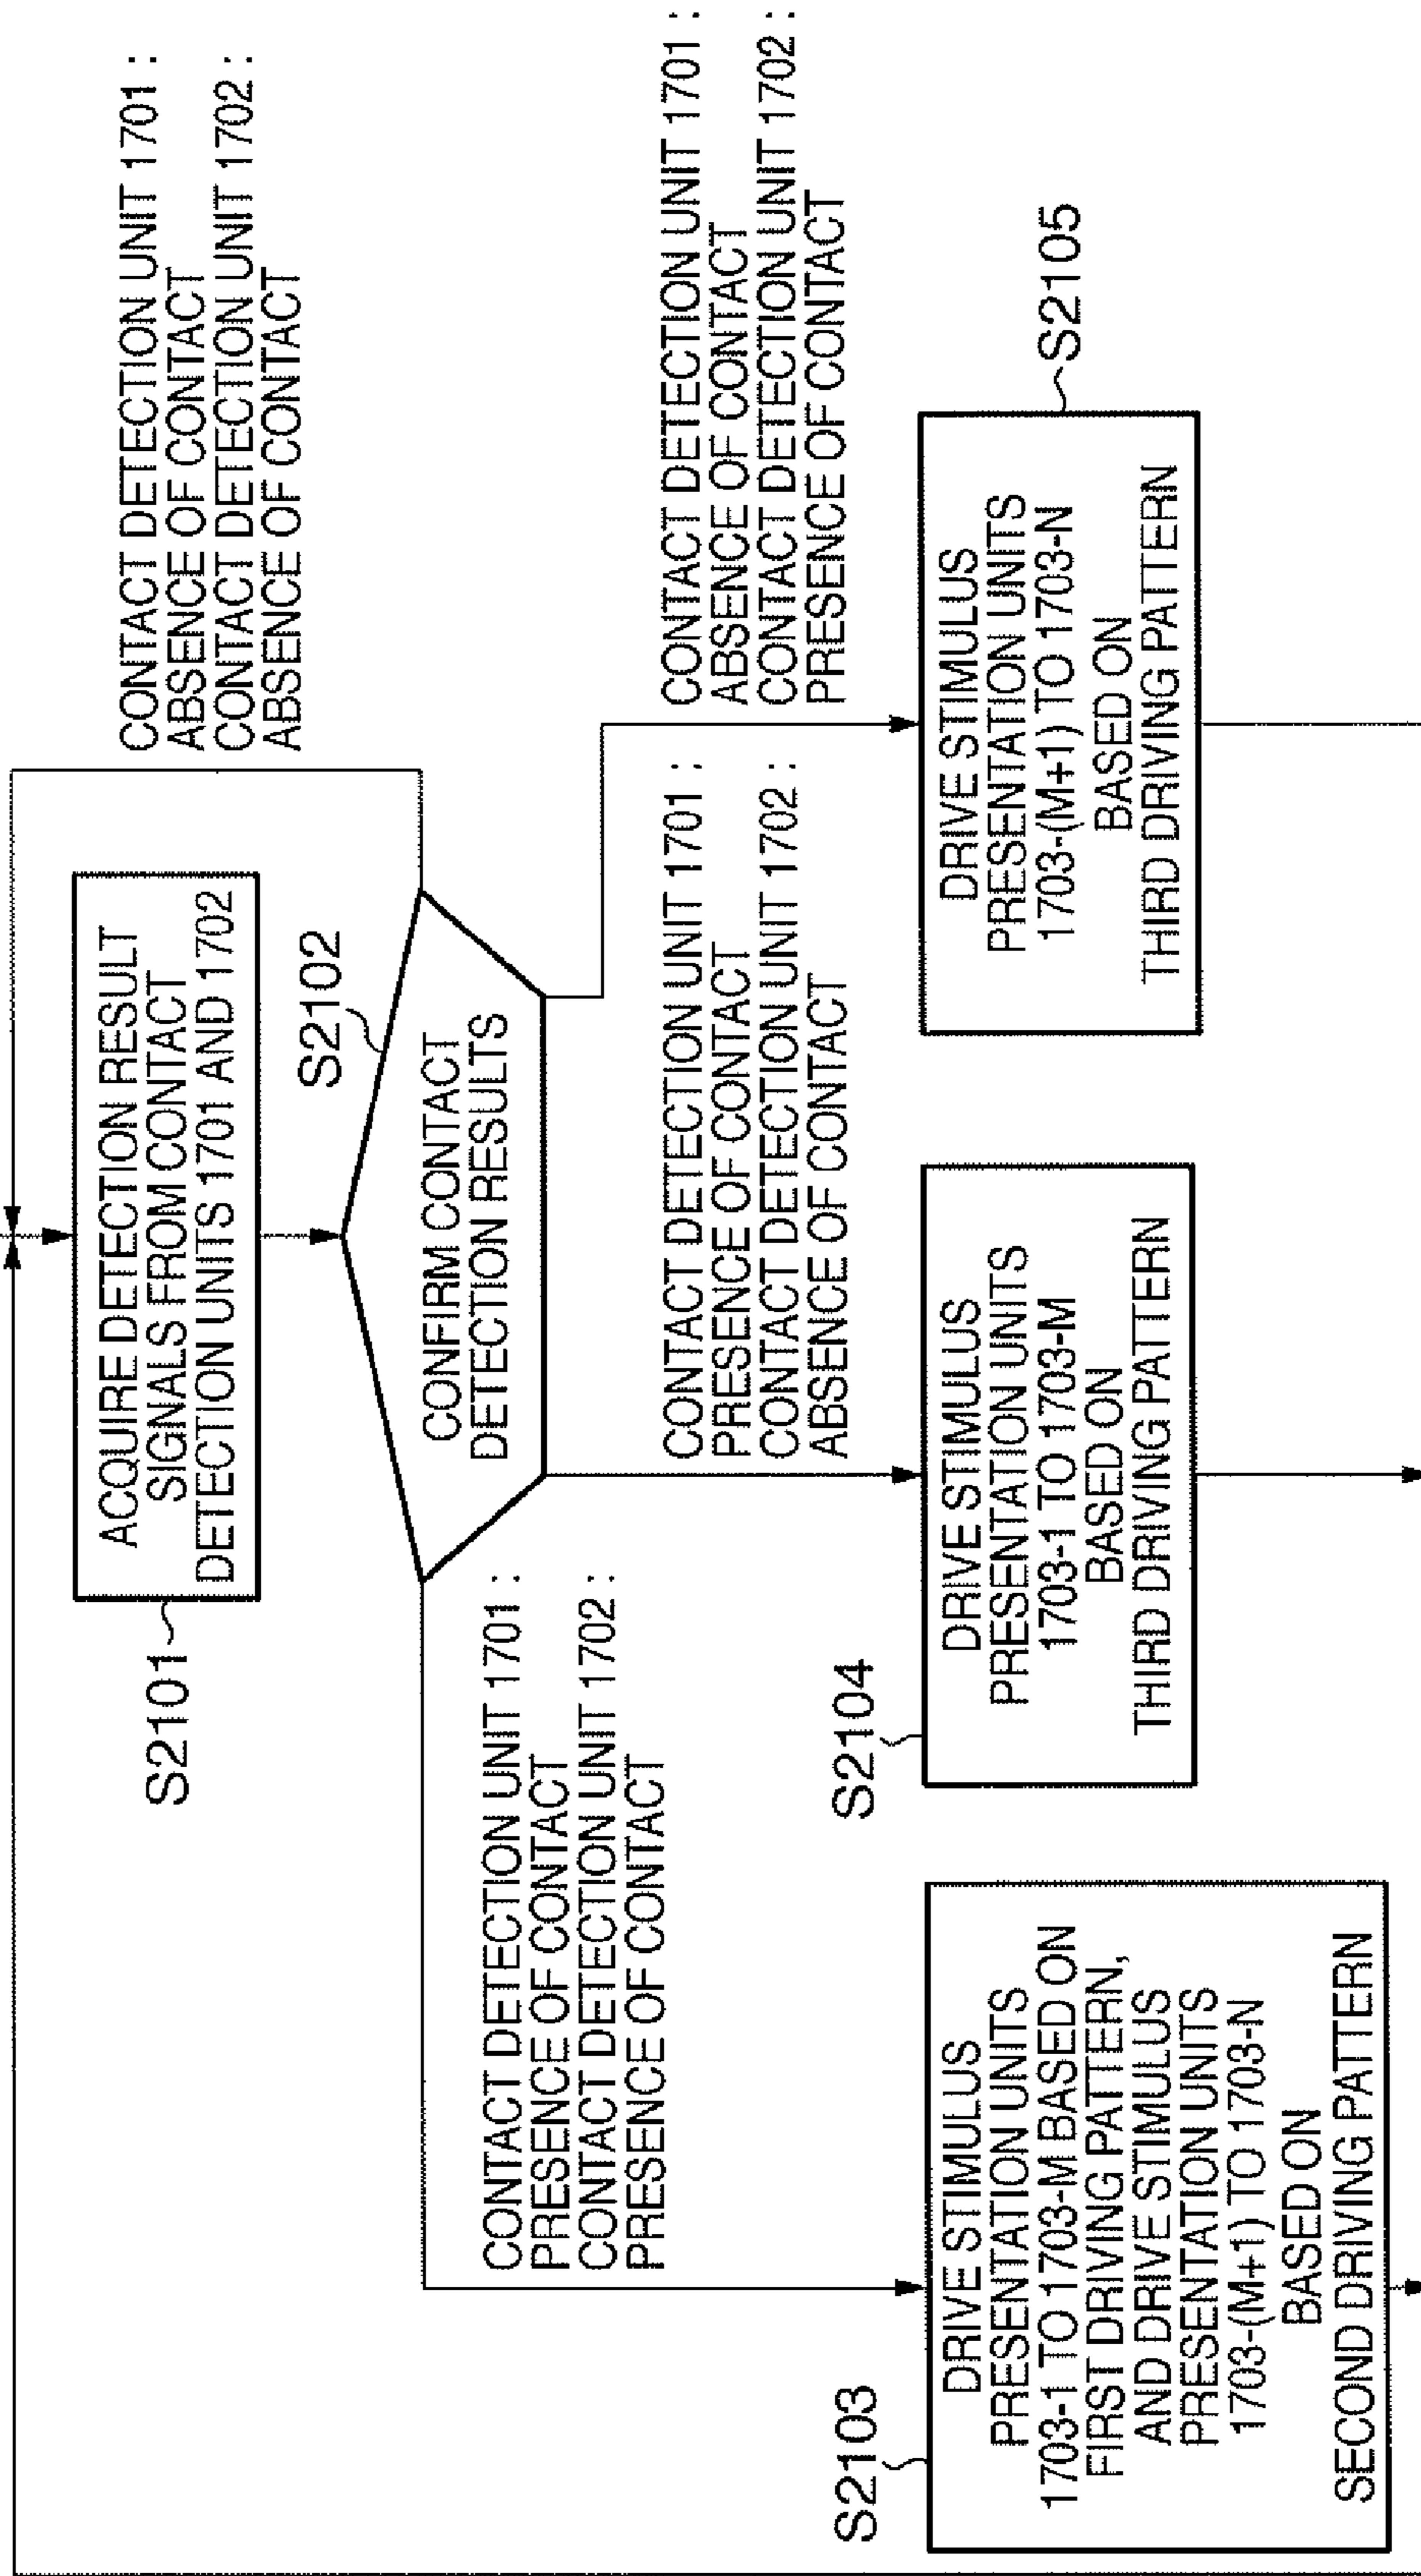 ACQUIRE DETECTION RESULT
SIGNALS FROM CONTACT
DETECTION UNITS 1701 AND 1702
S2101
S2102
CONFIRM CONTACT
DETECTION RESULTS
CONTACT DETECTION UNIT 1701 :
ABSENCE OF CONTACT
CONTACT DETECTION UNIT 1702 :
ABSENCE OF CONTACT
CONTACT DETECTION UNIT 1701 :
PRESENCE OF CONTACT
CONTACT DETECTION UNIT 1702 :
PRESENCE OF CONTACT
CONTACT DETECTION UNIT 1701 :
PRESENCE OF CONTACT
CONTACT DETECTION UNIT 1702 :
ABSENCE OF CONTACT
CONTACT DETECTION UNIT 1701 :
ABSENCE OF CONTACT
CONTACT DETECTION UNIT 1702 :
PRESENCE OF CONTACT
S2103
DRIVE STIMULUS
PRESENTATION UNITS
1703-1 TO 1703-M BASED ON
FIRST DRIVING PATTERN,
AND DRIVE STIMULUS
PRESENTATION UNITS
1703-(M+1) TO 1703-N
BASED ON
SECOND DRIVING PATTERN
S2104
DRIVE STIMULUS
PRESENTATION UNITS
1703-1 TO 1703-M
BASED ON
THIRD DRIVING PATTERN
S2105
DRIVE STIMULUS
PRESENTATION UNITS
1703-(M+1) TO 1703-N
BASED ON
THIRD DRIVING PATTERN